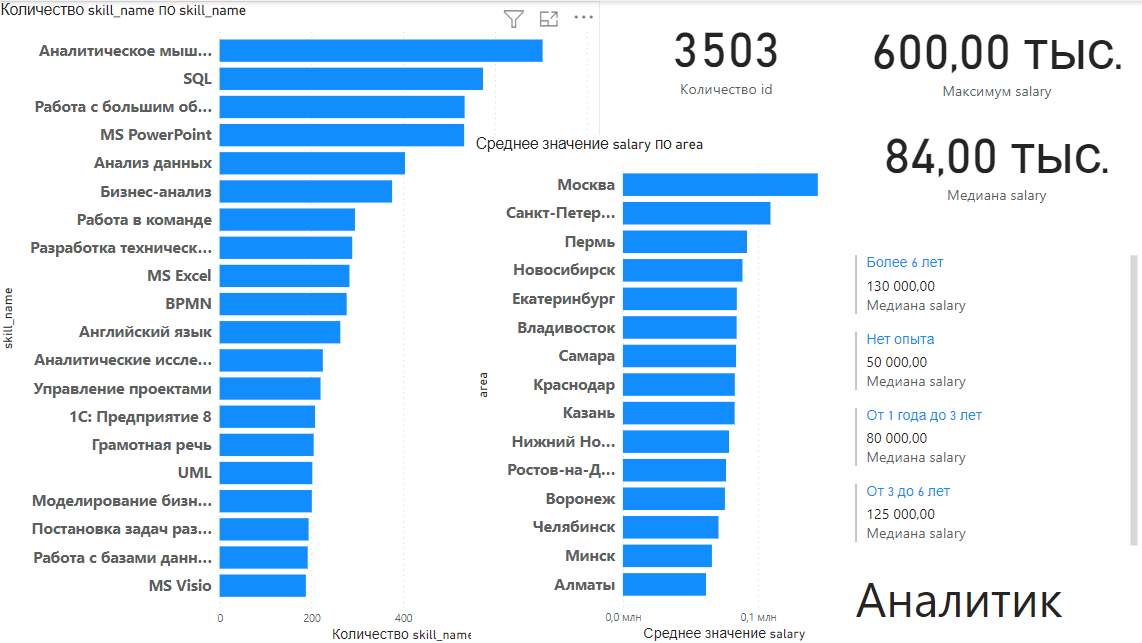 Количество skill_name по skill_name
Аналитическое мыш...
SQL
Работа с большим об...
MS PowerPoint
Анализ данных
Бизнес-анализ
Работа в команде
Разработка техническ...
MS Excel
BPMN
Английский язык
Аналитические иссле...
Управление проектами
1С: Предприятие 8
Грамотная речь
UML
Моделирование бизн...
Постановка задач раз...
Работа с базами данн...
MS Visio
skill_name
0 200 400
Количество skill_name
3503
Количество id
600,00 тыс.
Максимум salary
84,00 тыс.
Медиана salary
Среднее значение salary по area
Москва
Санкт-Петер...
Пермь
Новосибирск
Екатеринбург
Владивосток
Самара
Краснодар
Казань
Нижний Но...
Ростов-на-Д...
Воронеж
Челябинск
Минск
Алматы
area
0,0 млн 0,1 млн
Среднее значение salary
Более 6 лет
130 000,00
Медиана salary
Нет опыта
50 000,00
Медиана salary
От 1 года до 3 лет
80 000,00
Медиана salary
От 3 до 6 лет
125 000,00
Медиана salary
Аналитик